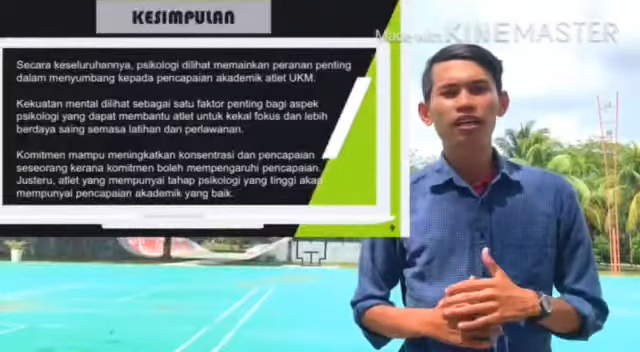 KESIMPULAN
Made with KINEMASTER
Secara keseluruhannya, psikologi dilihat memainkan peranan penting
dalam menyumbang kepada pencapaian akademik atlet UKM.
Kekuatan mental dilihat sebagai satu faktor penting bagi aspek
psikologi yang dapat membantu atlet untuk kekal fokus dan lebih
berdaya saing semasa latihan dan perlawanan.
Komitmen mampu meningkatkan konsentrasi dan pencapaian
seseorang kerana komitmen boleh mempengaruhi pencapaian.
Justeru, atlet yang mempunyai tahap psikologi yang tinggi akan
mempunyai pencapaian akademik yang baik.